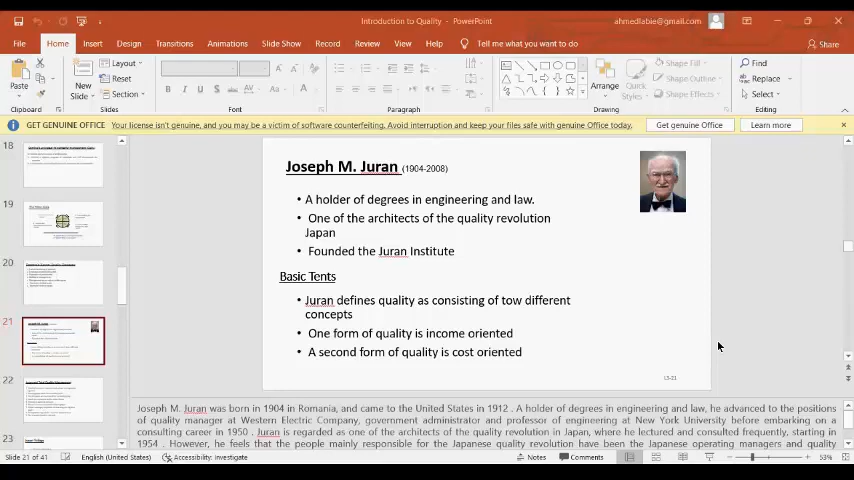 Introduction to Quality - PowerPoint
ahmedlabie@gmail.com
File Home Insert Design Transitions Animations Slide Show Record Review View Help Tell me what you want to do Share
Paste
Clipboard
New Slide
Layout
Reset
Section
Slides
B I U S abc AV Aa A
Font
Paragraph
Arrange
Quick Styles
Shape Fill
Shape Outline
Shape Effects
Drawing
Find
Replace
Select
Editing
GET GENUINE OFFICE Your license isn't genuine, and you may be a victim of software counterfeiting. Avoid interruption and keep your files safe with genuine Office today. Get genuine Office Learn more
18
19
20
21
22
23
Joseph M. Juran (1904-2008)
• A holder of degrees in engineering and law.
• One of the architects of the quality revolution
Japan
• Founded the Juran Institute
Basic Tents
• Juran defines quality as consisting of tow different
concepts
• One form of quality is income oriented
• A second form of quality is cost oriented
13-21
Joseph M. Juran was born in 1904 in Romania, and came to the United States in 1912 . A holder of degrees in engineering and law, he advanced to the positions
of quality manager at Western Electric Company, government administrator and professor of engineering at New York University before embarking on a
consulting career in 1950 . Juran is regarded as one of the architects of the quality revolution in Japan, where he lectured and consulted frequently, starting in
1954 . However, he feels that the people mainly responsible for the Japanese quality revolution have been the Japanese operating managers and quality
Slide 21 of 41 English (United States) Accessibility: Investigate Notes Comments 53%